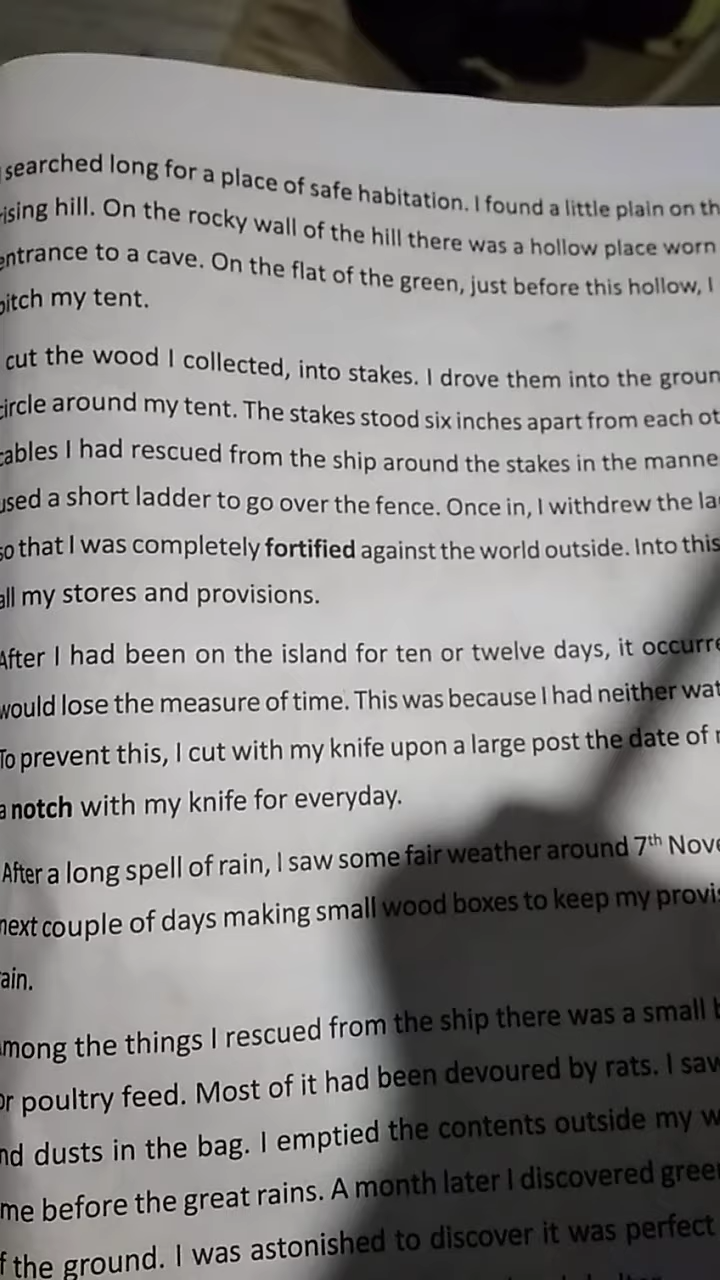 searched long for a place of safe habitation. I found a little plain on th
ising hill. On the rocky wall of the hill there was a hollow place worn
entrance to a cave. On the flat of the green, just before this hollow, I
pitch my tent.
cut the wood I collected, into stakes. I drove them into the groun
circle around my tent. The stakes stood six inches apart from each ot
cables I had rescued from the ship around the stakes in the manne
used a short ladder to go over the fence. Once in, I withdrew the la
so that I was completely fortified against the world outside. Into this
all my stores and provisions.
After I had been on the island for ten or twelve days, it occurre
would lose the measure of time. This was because I had neither wat
To prevent this, I cut with my knife upon a large post the date of
a notch with my knife for everyday.
After a long spell of rain, I saw some fair weather around 7th Nove
next couple of days making small wood boxes to keep my provis
ain.
mong the things I rescued from the ship there was a small
or poultry feed. Most of it had been devoured by rats. I saw
nd dusts in the bag. I emptied the contents outside my w
me before the great rains. A month later I discovered gree
f the ground. I was astonished to discover it was perfect